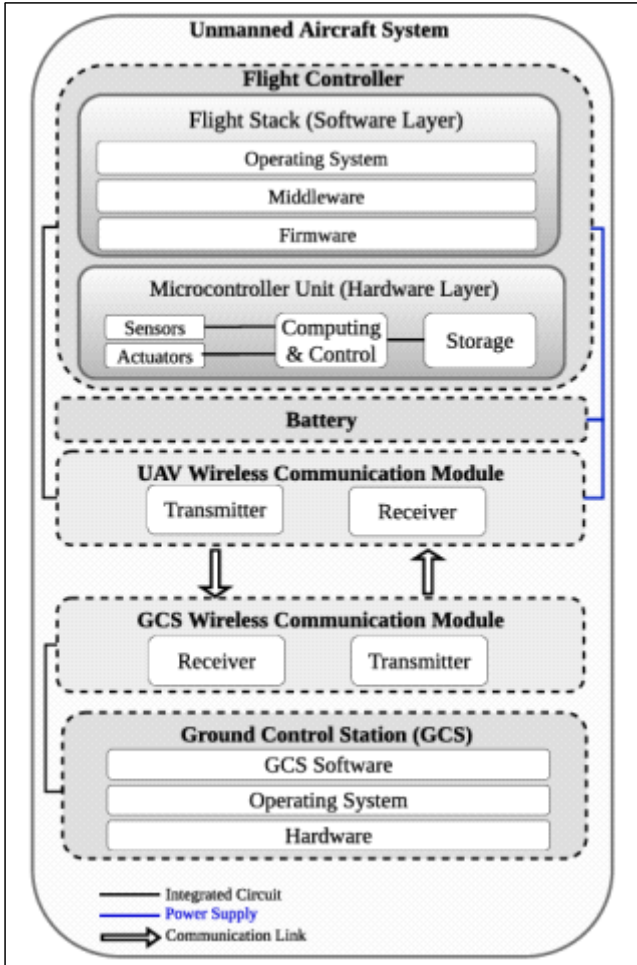 Unmanned Aircraft System
Flight Controller
Flight Stack (Software Layer)
Operating System
Middleware
Firmware
Microcontroller Unit (Hardware Layer)
Sensors
Actuators
Computing
& Control
Storage
Battery
UAV Wireless Communication Module
Transmitter
Receiver
GCS Wireless Communication Module
Receiver
Transmitter
Ground Control Station (GCS)
GCS Software
Operating System
Hardware
Integrated Circuit
Power Supply
Communication Link